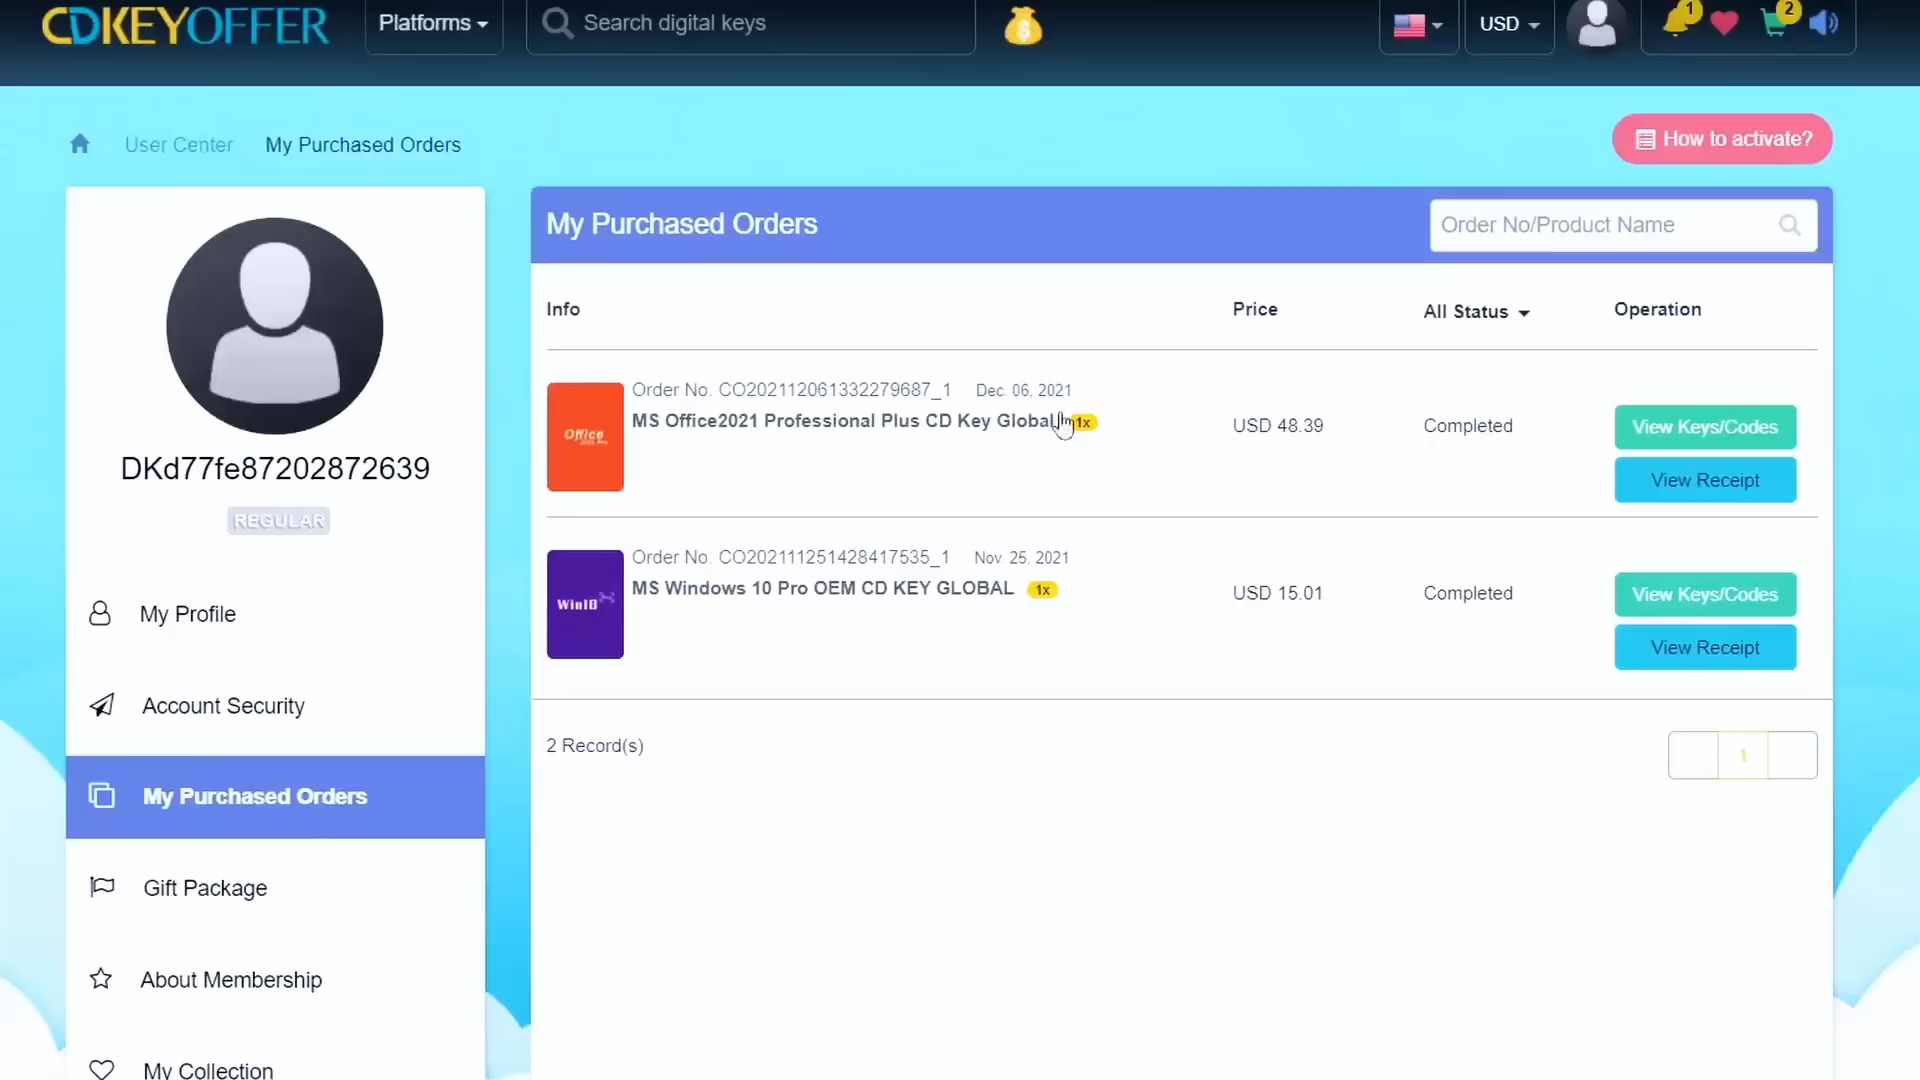 CDKEYOFFER
Platforms
Search digital keys
USD
1
2
User Center
My Purchased Orders
How to activate?
DKd77fe87202872639
REGULAR
My Profile
Account Security
My Purchased Orders
Gift Package
About Membership
My Collection
My Purchased Orders
Order No/Product Name
Info
Price
All Status
Operation
Office
Order No. CO202112061332279687_1 Dec. 06, 2021
MS Office2021 Professional Plus CD Key Global 1x
USD 48.39
Completed
View Keys/Codes
View Receipt
Win10
Order No. CO202111251428417535_1 Nov. 25, 2021
MS Windows 10 Pro OEM CD KEY GLOBAL 1x
USD 15.01
Completed
View Keys/Codes
View Receipt
2 Record(s)
1